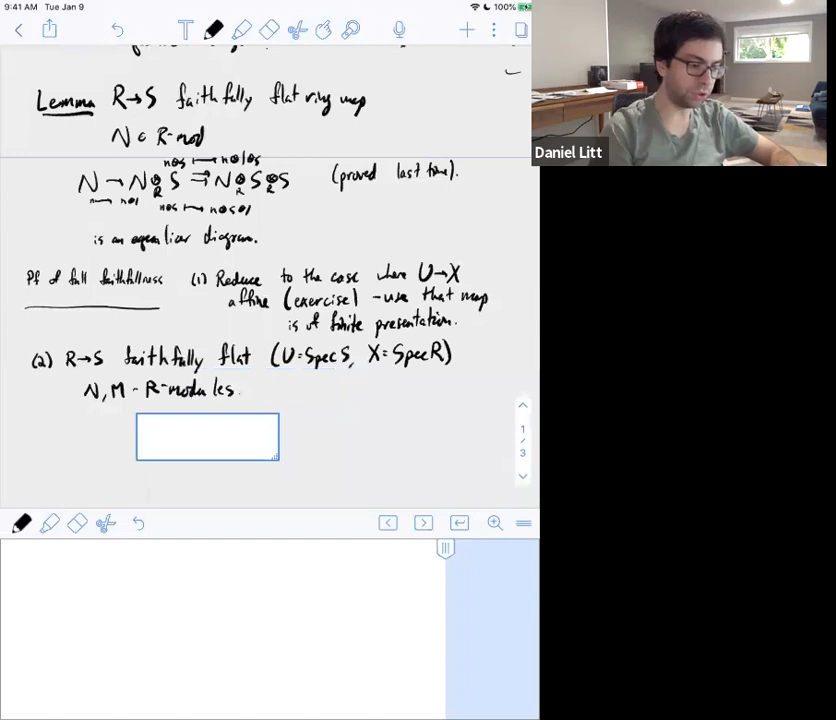 9:41 AM Tue Jan 9
100%
Daniel Litt
Lemma R→S faithfully flat ring map
N ∈ R-mod
n⊗s ↦ n⊗1⊗s
N → N⊗S ⇉ N⊗S⊗S (proved last time).
R R R
n ↦ n⊗1 n⊗s ↦ n⊗s⊗1
is an equalizer diagram.
Pf of full faithfullness (1) Reduce to the case where U→X
affine (exercise) - use that map
is of finite presentation.
(2) R→S faithfully flat (U=Spec S, X=Spec R)
N, M - R-modules.
1
/
3